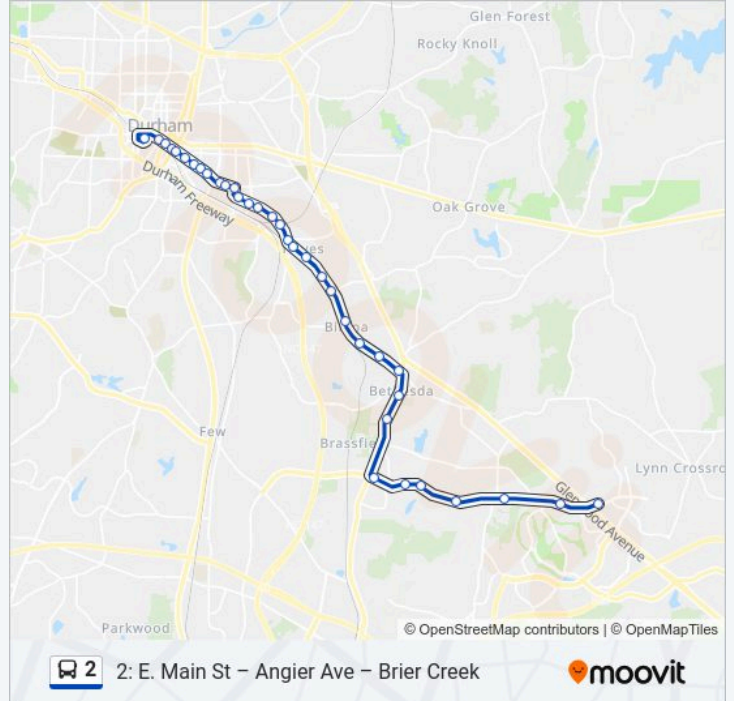 Glen Forest
Rocky Knoll
Durham
Durham Freeway
Oak Grove
Bethesda
Few
Brassfie
Lynn Crossro
Glenwood Avenue
Parkwood
© OpenStreetMap contributors | © OpenMapTiles
2
2: E. Main St – Angier Ave – Brier Creek
moovit